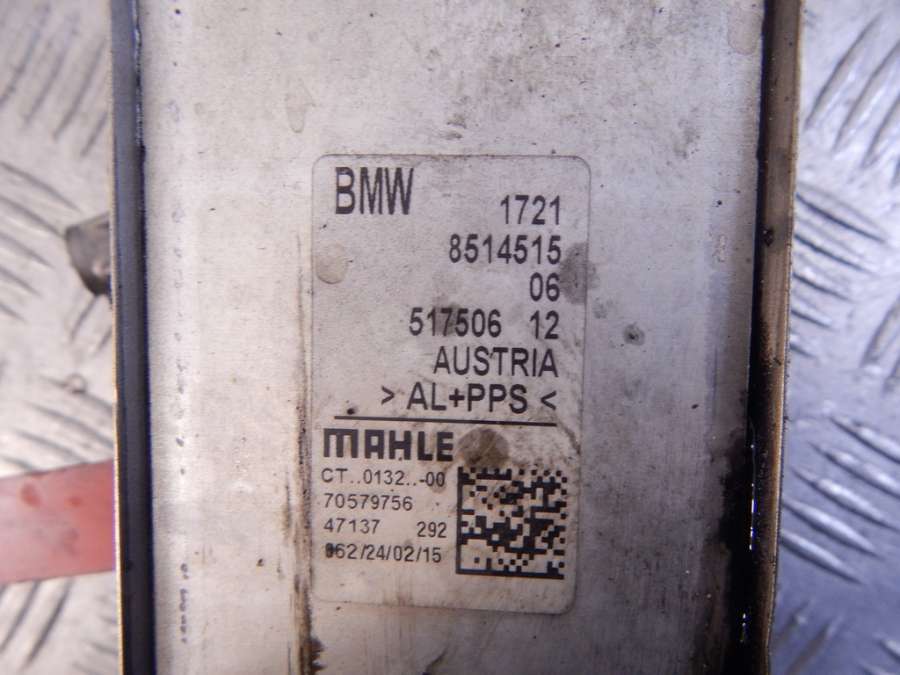 BMW 1721
8514515
06
517506 12
AUSTRIA
> AL+PPS <
MAHLE
CT..0132..-00
70579756
47137 292
062/24/02/15